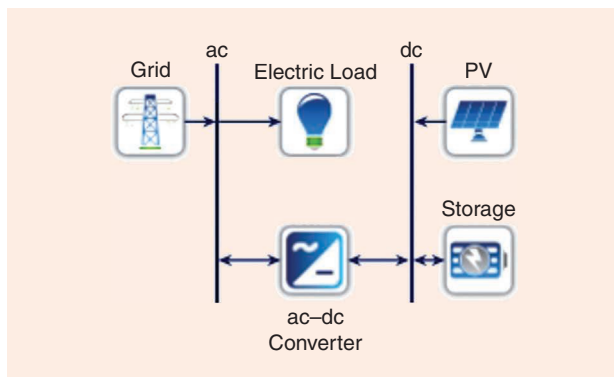 ac
dc
Grid
Electric Load
PV
Storage
ac–dc
Converter